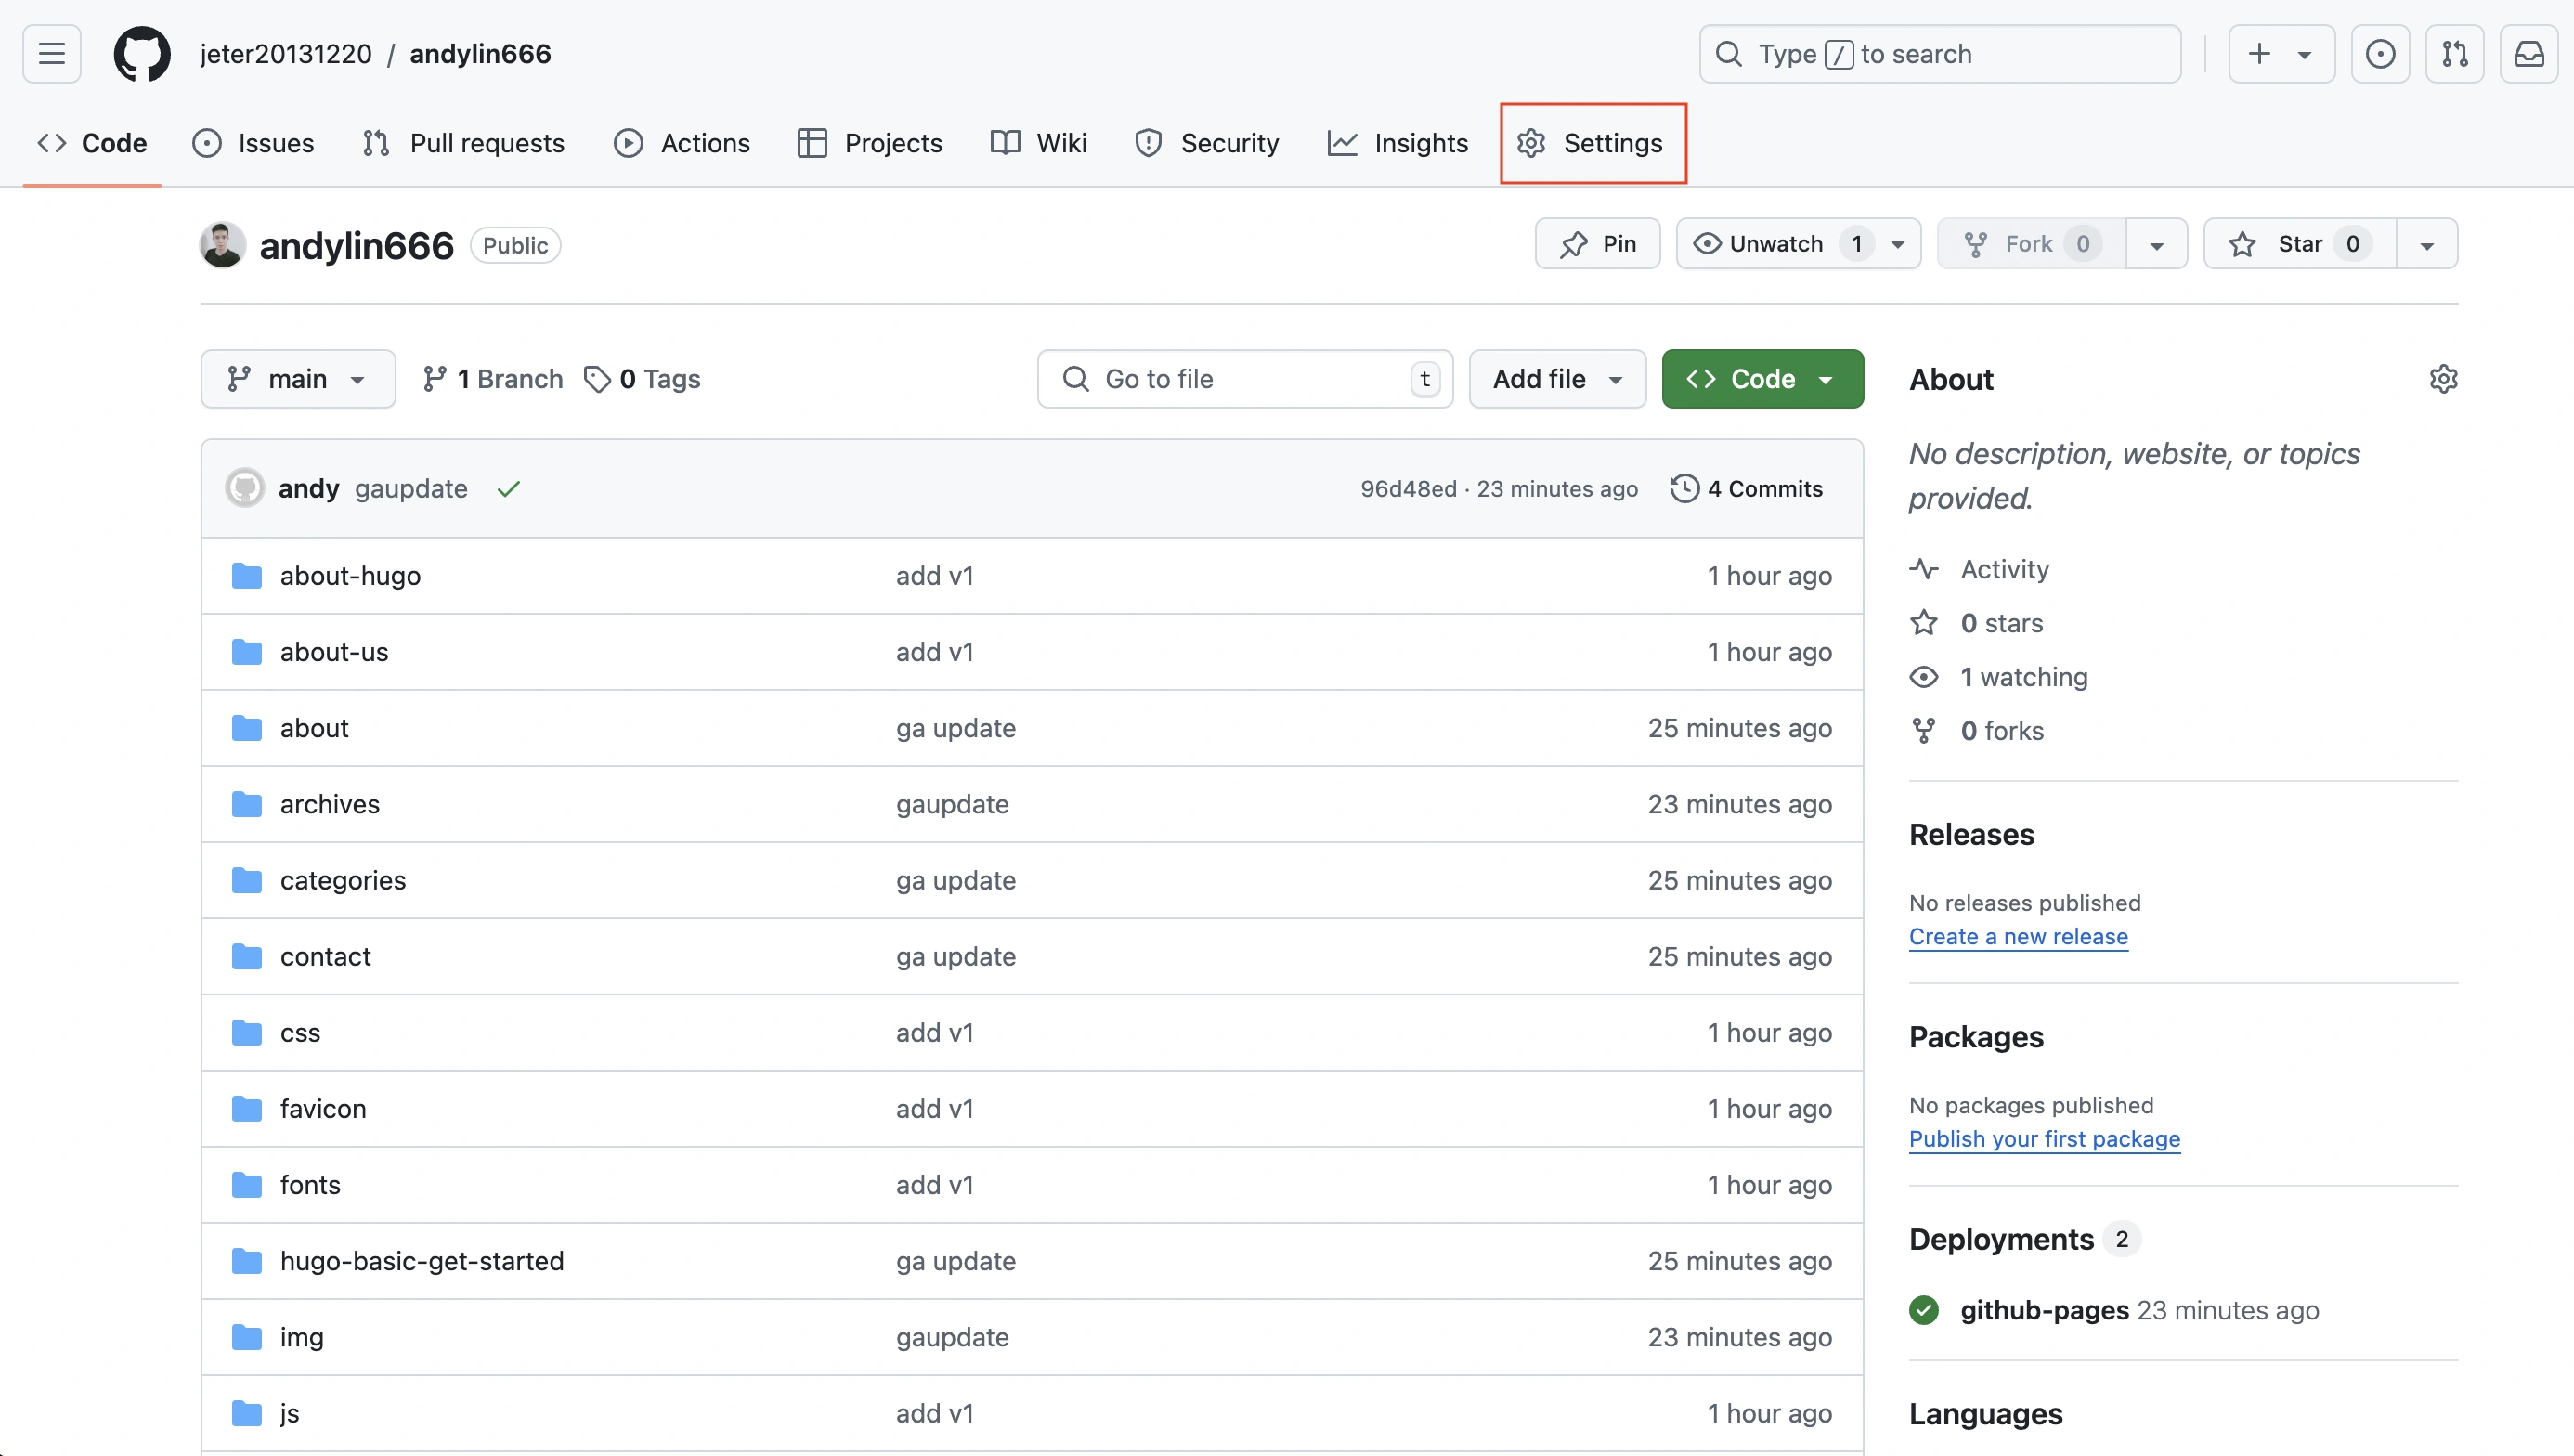 jeter20131220 / andylin666
Type / to search
Code Issues Pull requests Actions Projects Wiki Security Insights Settings
andylin666 Public
Pin Unwatch 1 Fork 0 Star 0
main 1 Branch 0 Tags Go to file t Add file Code
andy gaupdate 96d48ed · 23 minutes ago 4 Commits
about-hugo add v1 1 hour ago
about-us add v1 1 hour ago
about ga update 25 minutes ago
archives gaupdate 23 minutes ago
categories ga update 25 minutes ago
contact ga update 25 minutes ago
css add v1 1 hour ago
favicon add v1 1 hour ago
fonts add v1 1 hour ago
hugo-basic-get-started ga update 25 minutes ago
img gaupdate 23 minutes ago
js add v1 1 hour ago
About
No description, website, or topics
provided.
Activity
0 stars
1 watching
0 forks
Releases
No releases published
Create a new release
Packages
No packages published
Publish your first package
Deployments 2
github-pages 23 minutes ago
Languages